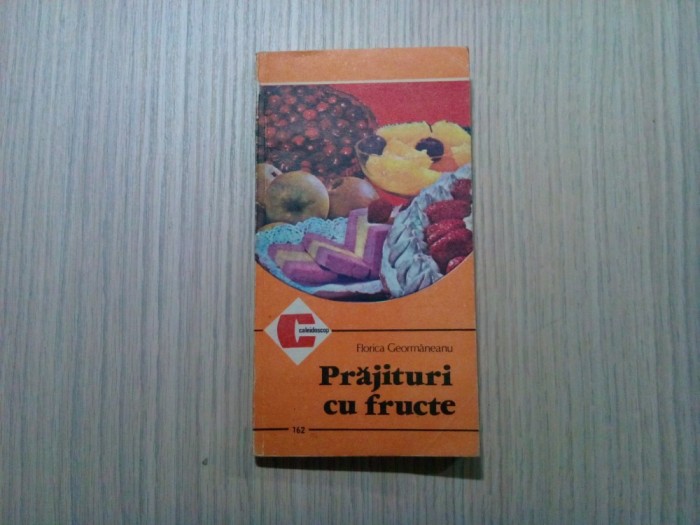 caleidoscop
Florica Geormăneanu
Prăjituri
cu fructe
162